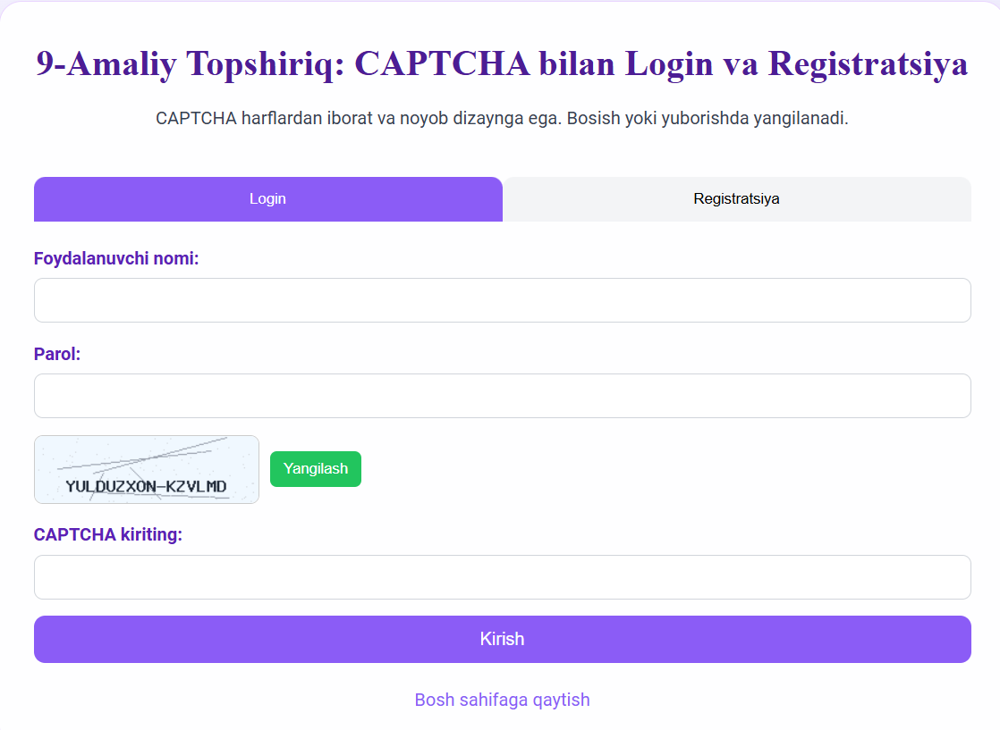 9-Amaliy Topshiriq: CAPTCHA bilan Login va Registratsiya
CAPTCHA harflardan iborat va noyob dizaynga ega. Bosish yoki yuborishda yangilanadi.
Login
Registratsiya
Foydalanuvchi nomi:
Parol:
YULDUZXON-KZVLMD
Yangilash
CAPTCHA kiriting:
Kirish
Bosh sahifaga qaytish